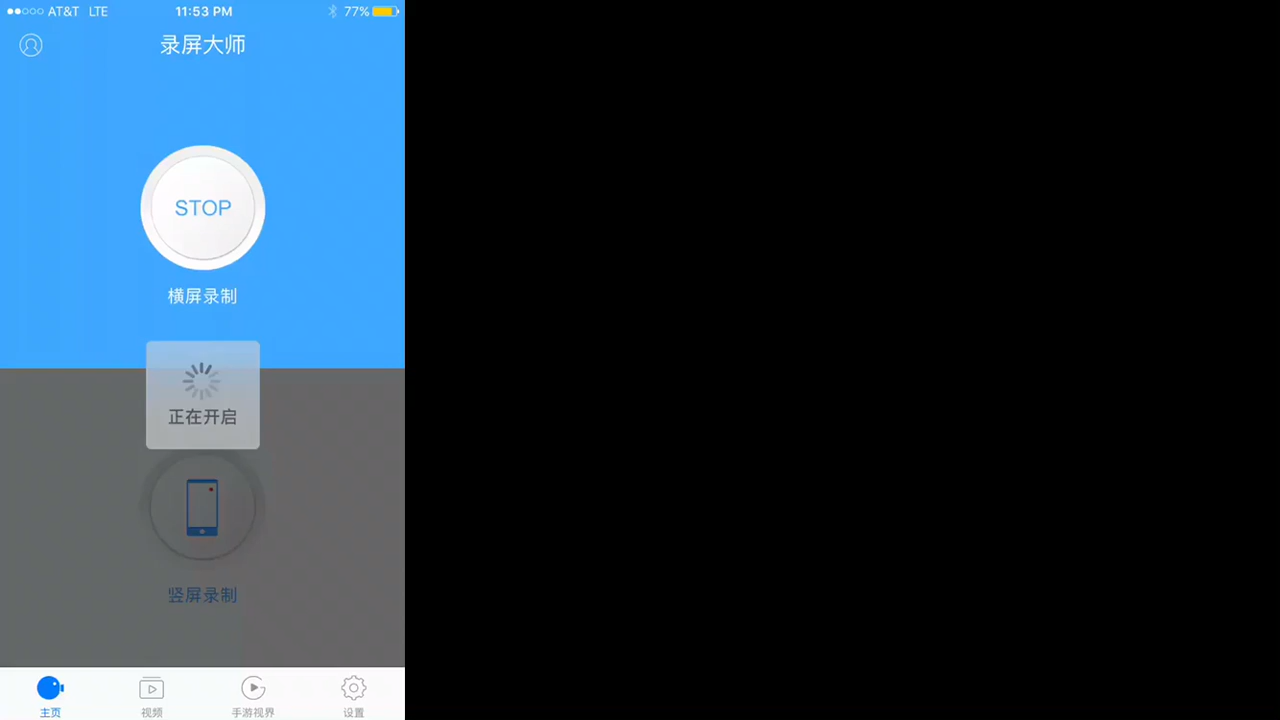 AT&T LTE 11:53 PM 77%
录屏大师
STOP
横屏录制
正在开启
竖屏录制
主页 视频 手游视界 设置